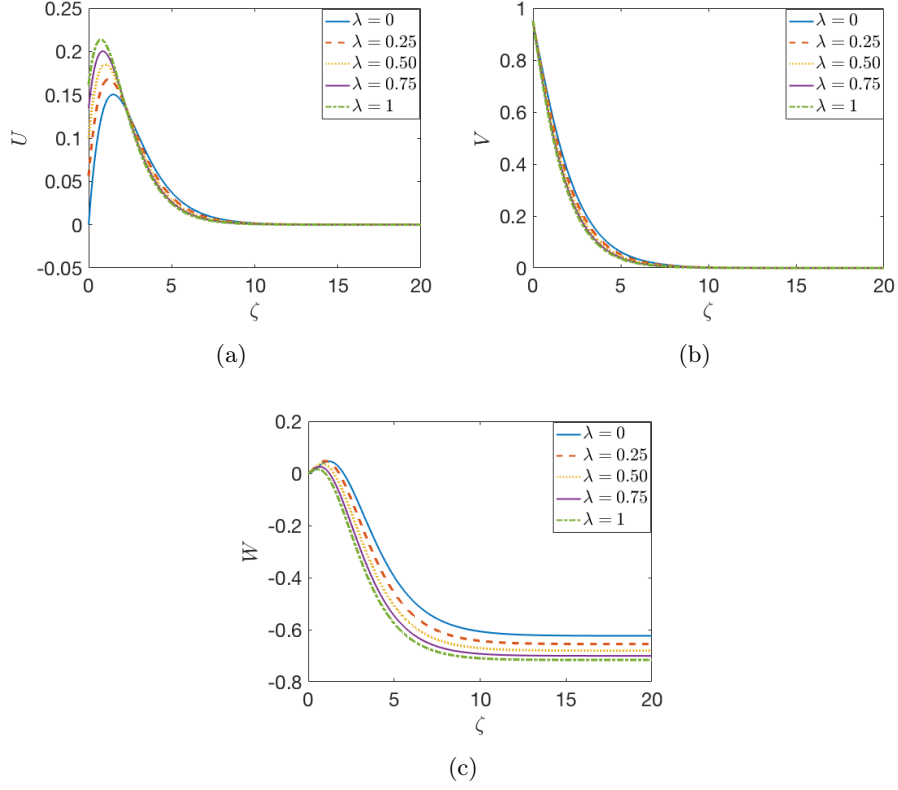 0.25
0.2
0.15
0.1
0.05
0
-0.05
U
0
5
10
15
20
ζ
λ = 0
λ = 0.25
λ = 0.50
λ = 0.75
λ = 1
(a)
1
0.8
0.6
0.4
0.2
0
V
0
5
10
15
20
ζ
λ = 0
λ = 0.25
λ = 0.50
λ = 0.75
λ = 1
(b)
0.2
0
-0.2
-0.4
-0.6
-0.8
W
0
5
10
15
20
ζ
λ = 0
λ = 0.25
λ = 0.50
λ = 0.75
λ = 1
(c)